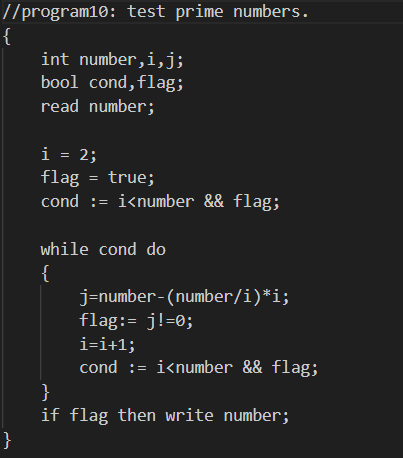 //program10: test prime numbers.
{
    int number,i,j;
    bool cond,flag;
    read number;

    i = 2;
    flag = true;
    cond := i<number && flag;

    while cond do
    {
        j=number-(number/i)*i;
        flag:= j!=0;
        i=i+1;
        cond := i<number && flag;
    }
    if flag then write number;
}